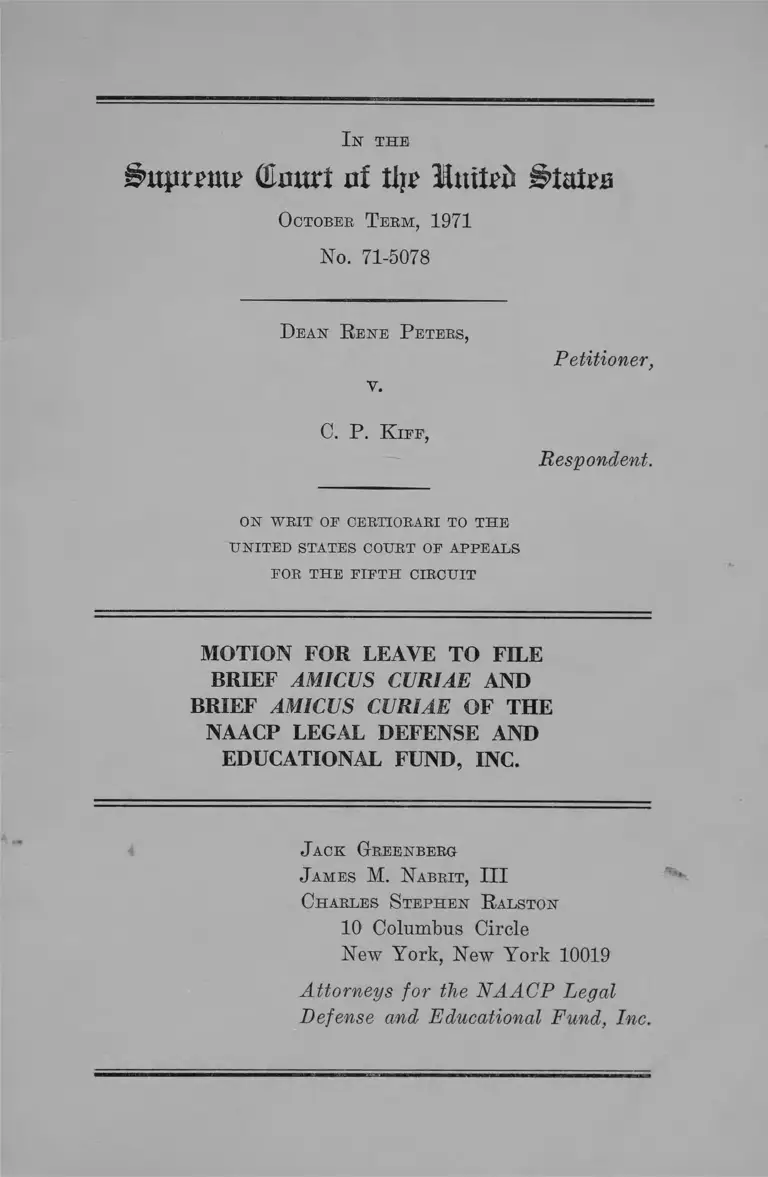 IN THE
Supreme Court of the United States
OCTOBER TERM, 1971
No. 71-5078
DEAN RENE PETERS,
Petitioner,
v.
C. P. KIFF,
Respondent.
ON WRIT OF CERTIORARI TO THE
UNITED STATES COURT OF APPEALS
FOR THE FIFTH CIRCUIT
MOTION FOR LEAVE TO FILE
BRIEF AMICUS CURIAE AND
BRIEF AMICUS CURIAE OF THE
NAACP LEGAL DEFENSE AND
EDUCATIONAL FUND, INC.
JACK GREENBERG
JAMES M. NABRIT, III
CHARLES STEPHEN RALSTON
10 Columbus Circle
New York, New York 10019
Attorneys for the NAACP Legal
Defense and Educational Fund, Inc.